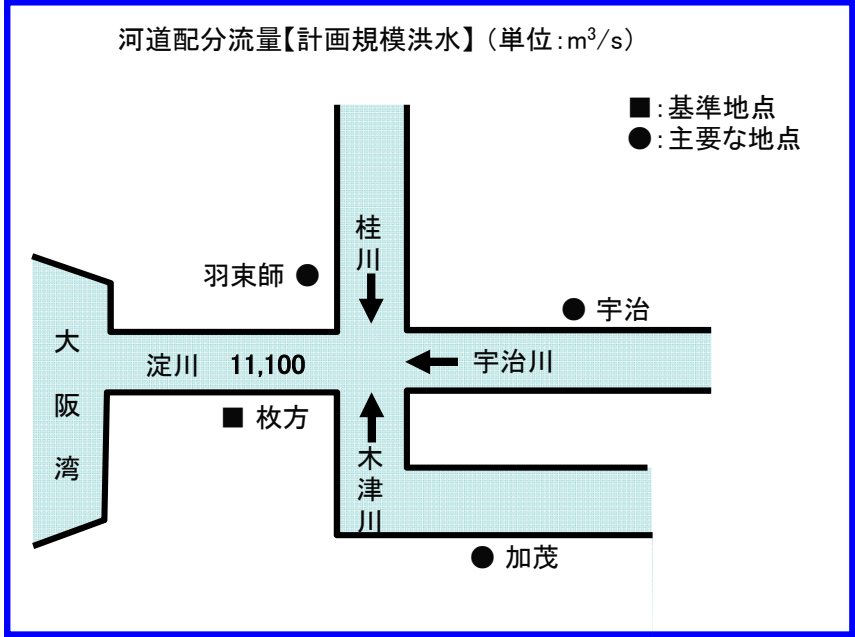 河道配分流量【計画規模洪水】（単位:m³/s）
■:基準地点
●:主要な地点
桂川
羽束師 ●
● 宇治
大阪湾
淀川 11,100
宇治川
■ 枚方
木津川
● 加茂